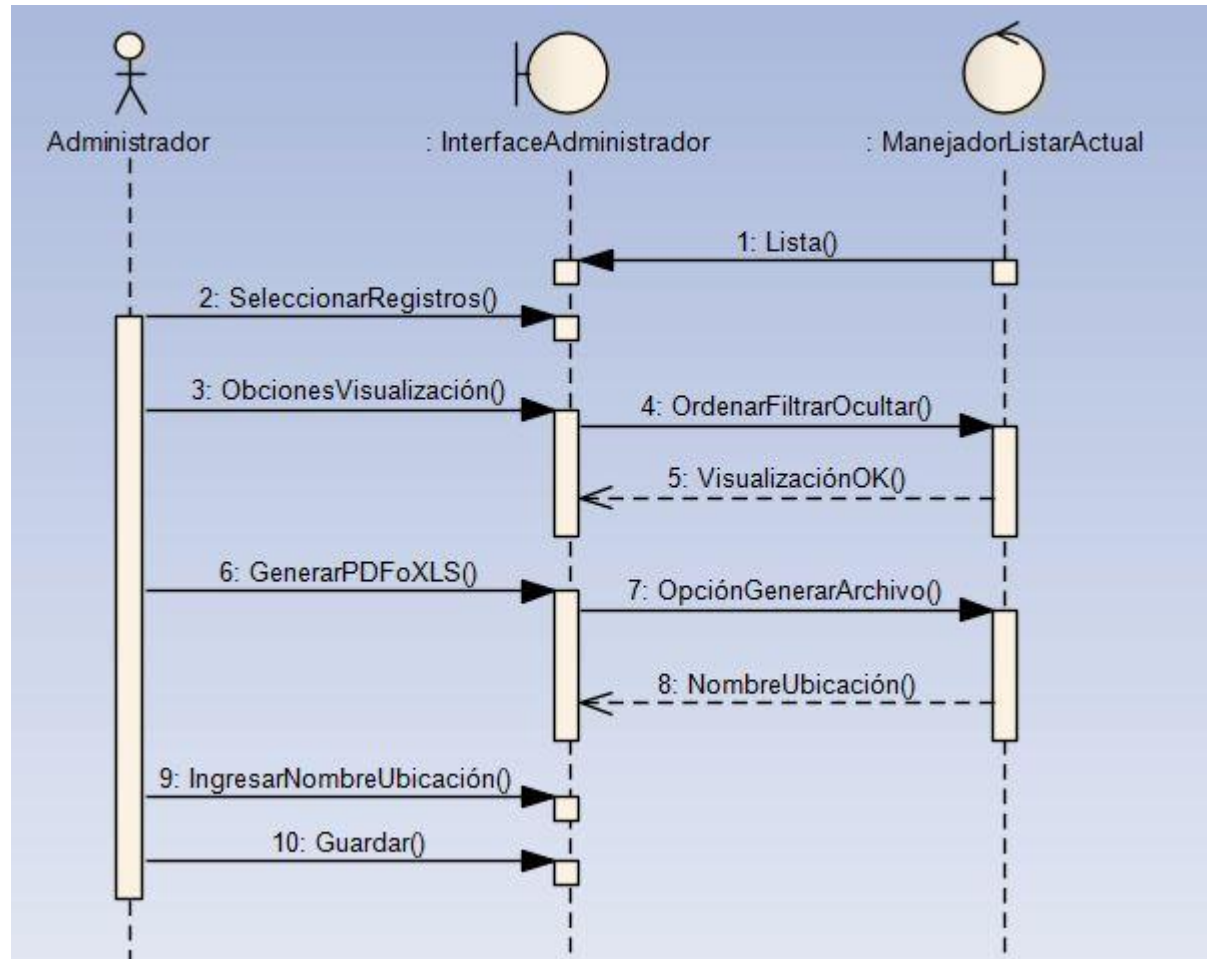 Administrador
: InterfaceAdministrador
: ManejadorListarActual
1: Lista()
2: SeleccionarRegistros()
3: ObcionesVisualización()
4: OrdenarFiltrarOcultar()
5: VisualizaciónOK()
6: GenerarPDFoXLS()
7: OpciónGenerarArchivo()
8: NombreUbicación()
9: IngresarNombreUbicación()
10: Guardar()